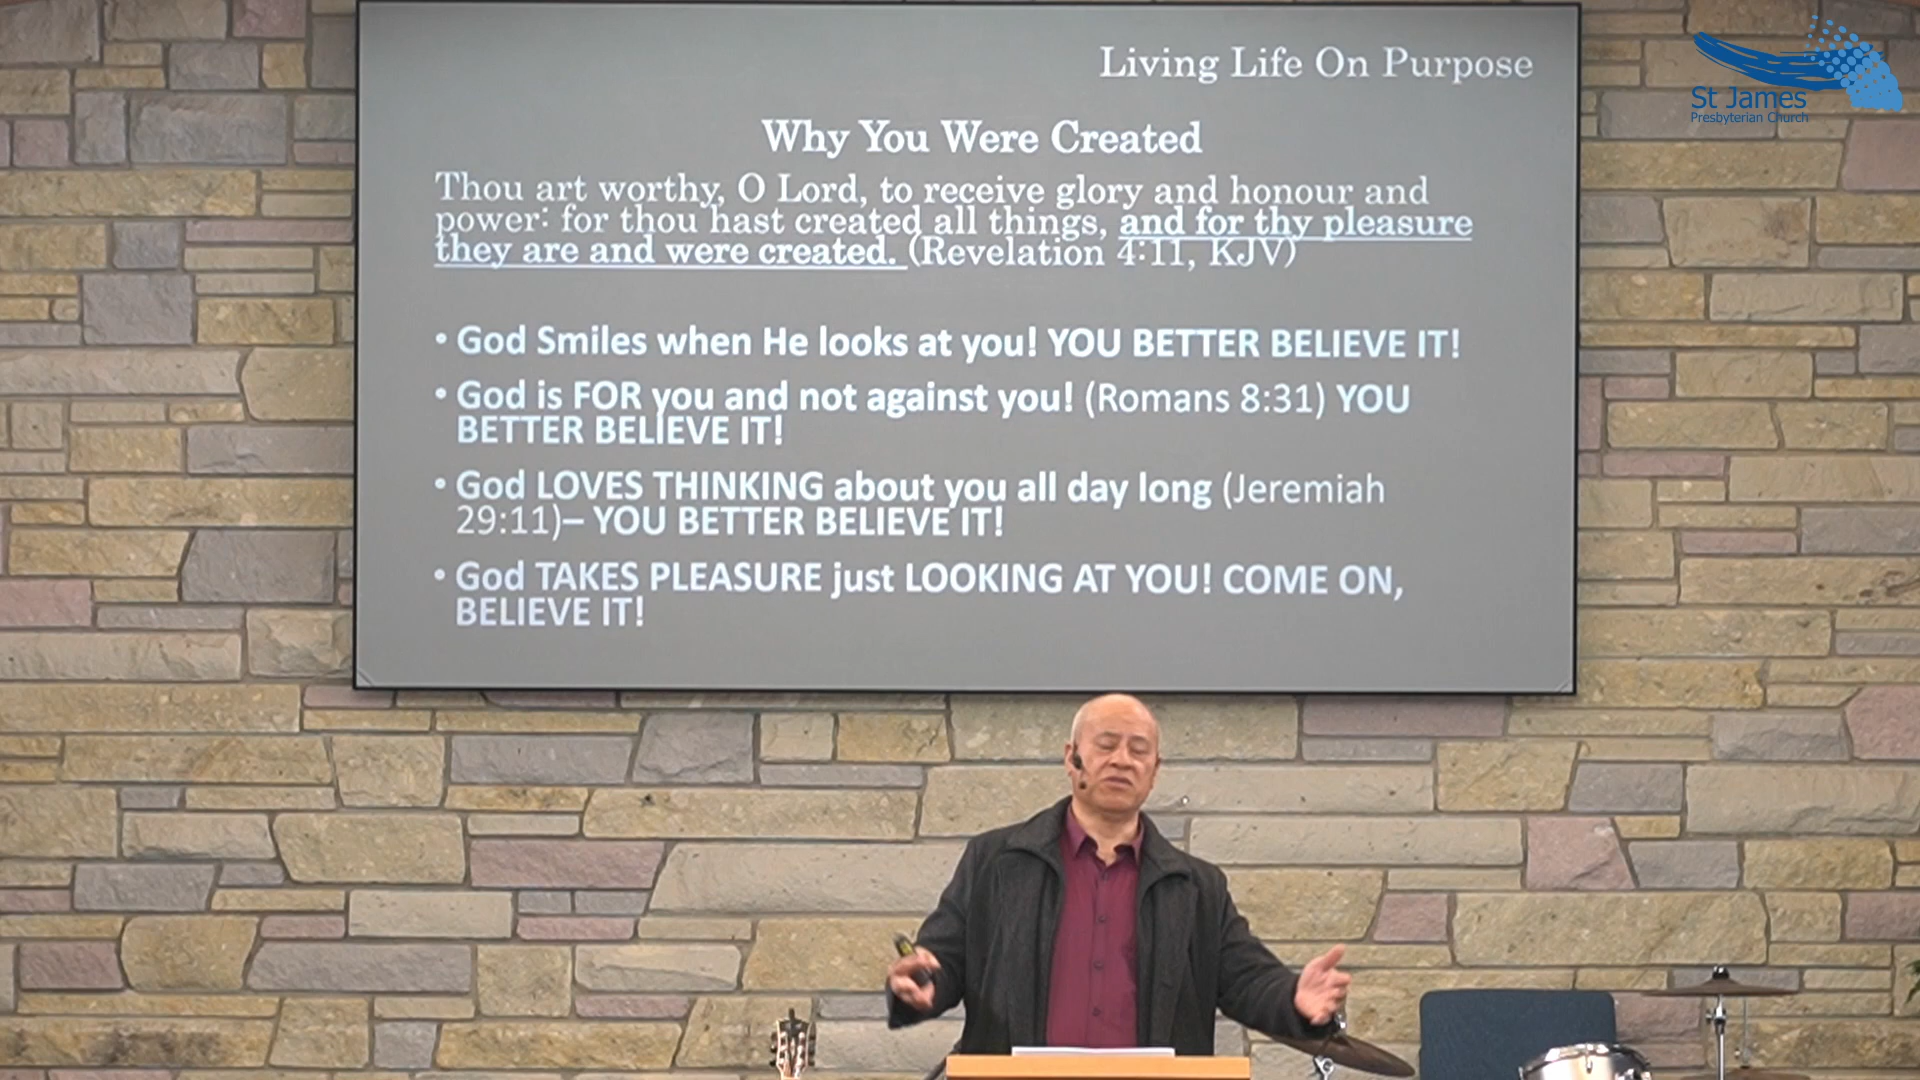 Living Life On Purpose
St James
Presbyterian Church
Why You Were Created
Thou art worthy, O Lord, to receive glory and honour and
power: for thou hast created all things, and for thy pleasure
they are and were created. (Revelation 4:11, KJV)
• God Smiles when He looks at you! YOU BETTER BELIEVE IT!
• God is FOR you and not against you! (Romans 8:31) YOU
BETTER BELIEVE IT!
• God LOVES THINKING about you all day long (Jeremiah
29:11)– YOU BETTER BELIEVE IT!
• God TAKES PLEASURE just LOOKING AT YOU! COME ON,
BELIEVE IT!